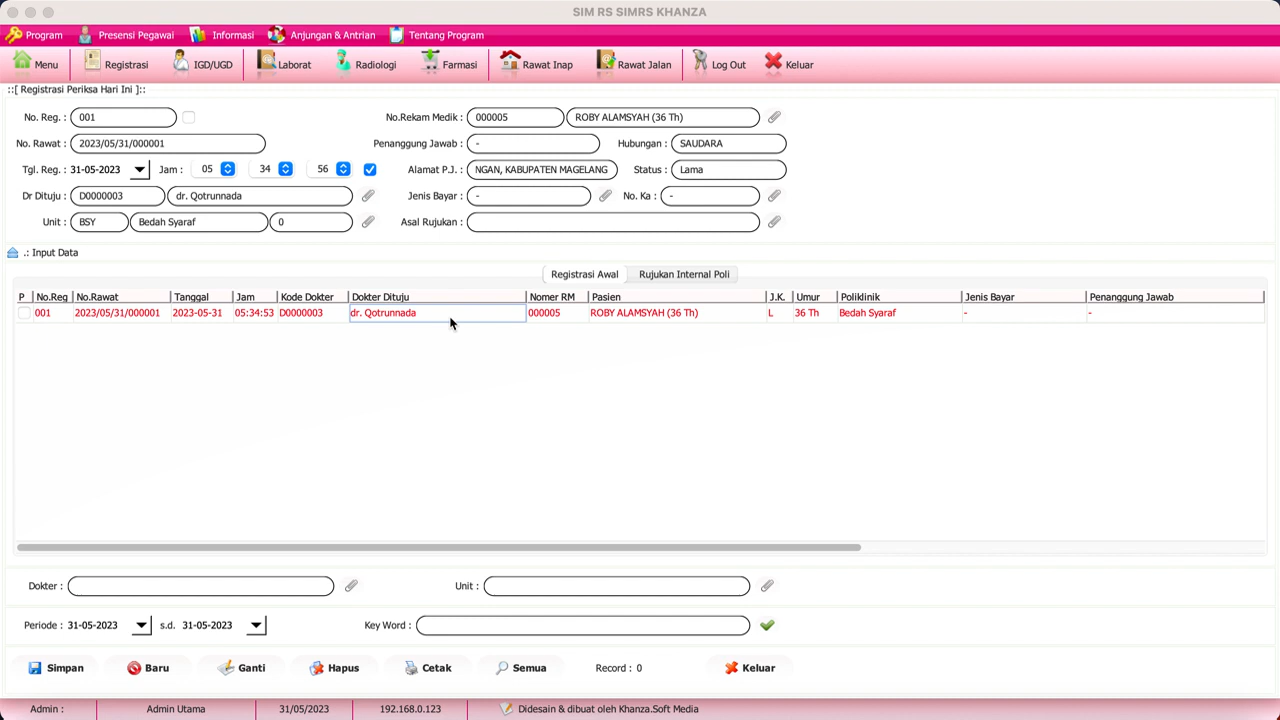 SIM RS SIMRS KHANZA
Program Presensi Pegawai Informasi Anjungan & Antrian Tentang Program
Menu Registrasi IGD/UGD Laborat Radiologi Farmasi Rawat Inap Rawat Jalan Log Out Keluar
::[ Registrasi Periksa Hari Ini ]::
No. Reg. : 001 No.Rekam Medik : 000005 ROBY ALAMSYAH (36 Th)
No. Rawat : 2023/05/31/000001 Penanggung Jawab : - Hubungan : SAUDARA
Tgl. Reg. : 31-05-2023 Jam : 05 34 56 Alamat P.J. : NGAN, KABUPATEN MAGELANG Status : Lama
Dr Dituju : D0000003 dr. Qotrunnada Jenis Bayar : - No. Ka : -
Unit : BSY Bedah Syaraf 0 Asal Rujukan :
.: Input Data
Registrasi Awal Rujukan Internal Poli
P No.Reg No.Rawat Tanggal Jam Kode Dokter Dokter Dituju Nomer RM Pasien J.K. Umur Poliklinik Jenis Bayar Penanggung Jawab
001 2023/05/31/000001 2023-05-31 05:34:53 D0000003 dr. Qotrunnada 000005 ROBY ALAMSYAH (36 Th) L 36 Th Bedah Syaraf - -
Dokter : Unit :
Periode : 31-05-2023 s.d. 31-05-2023 Key Word :
Simpan Baru Ganti Hapus Cetak Semua Record : 0 Keluar
Admin : Admin Utama 31/05/2023 192.168.0.123 Didesain & dibuat oleh Khanza.Soft Media